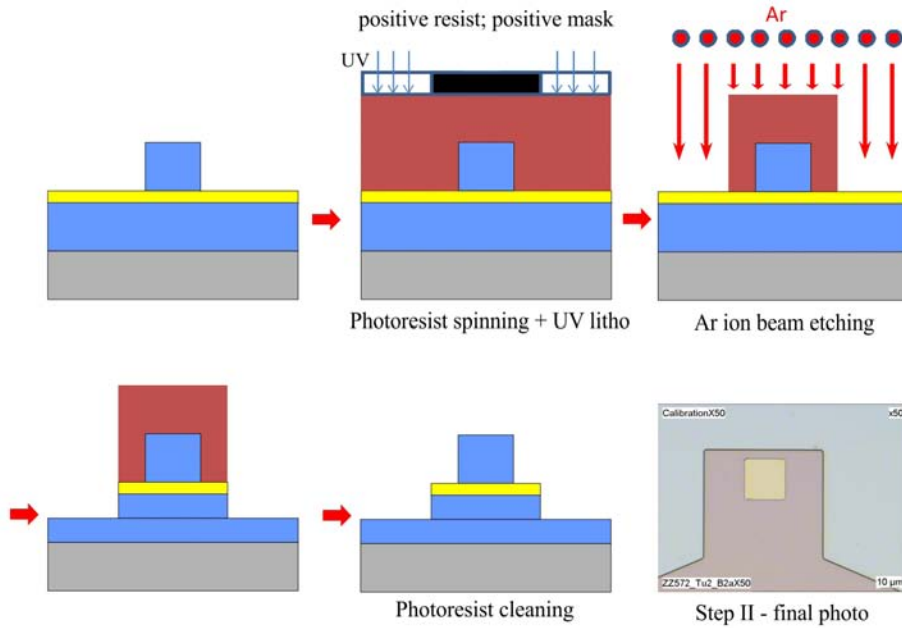 positive resist; positive mask
Ar
UV
Photoresist spinning + UV litho
Ar ion beam etching
CalibrationX50
x50
ZZ572_Tu2_B2aX50
10 µm
Photoresist cleaning
Step II - final photo